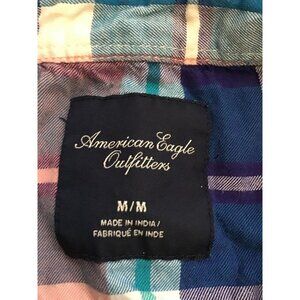 American Eagle
Outfitters
M/M
MADE IN INDIA/
FABRIQUÉ EN INDE